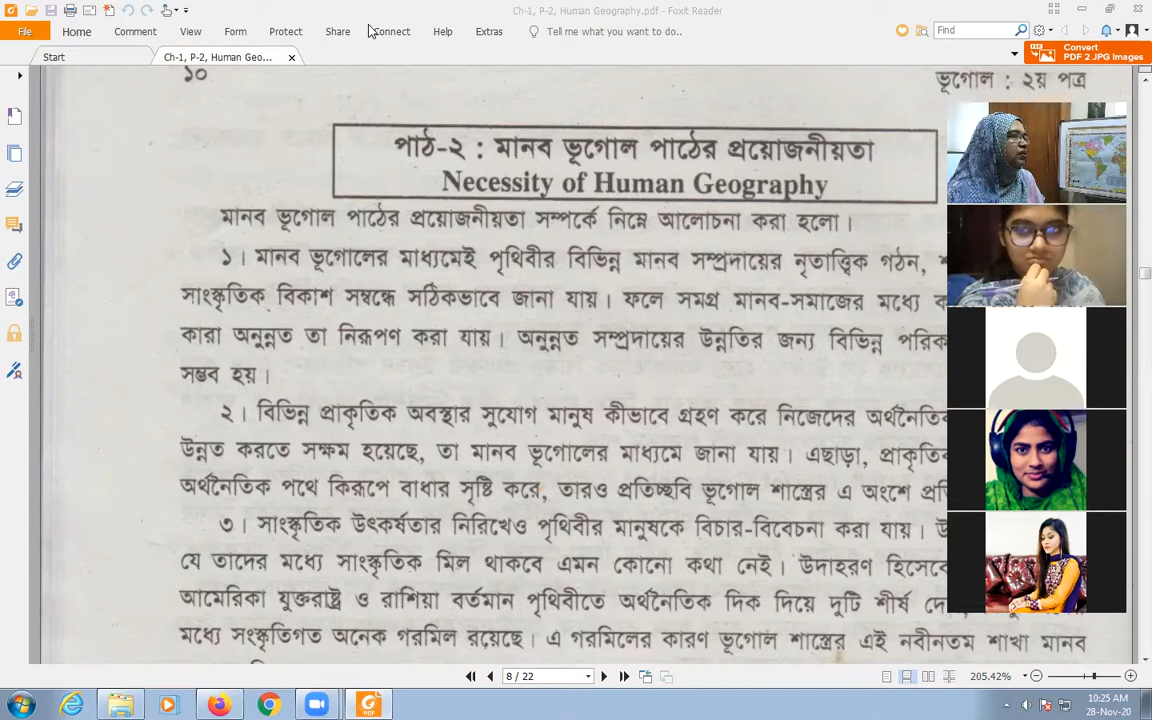 Ch-1, P-2, Human Geography.pdf - Foxit Reader
File Home Comment View Form Protect Share Connect Help Extras Tell me what you want to do.. Find
Start Ch-1, P-2, Human Geo... Convert
PDF 2 JPG Images
১০ ভূগোল : ২য় পত্র
পাঠ-২ : মানব ভূগোল পাঠের প্রয়োজনীয়তা
Necessity of Human Geography
মানব ভূগোল পাঠের প্রয়োজনীয়তা সম্পর্কে নিম্নে আলোচনা করা হলো।
১। মানব ভূগোলের মাধ্যমেই পৃথিবীর বিভিন্ন মানব সম্প্রদায়ের নৃতাত্ত্বিক গঠন,
সাংস্কৃতিক বিকাশ সম্বন্ধে সঠিকভাবে জানা যায়। ফলে সমগ্র মানব-সমাজের মধ্যে
কারা অনুন্নত তা নিরূপণ করা যায়। অনুন্নত সম্প্রদায়ের উন্নতির জন্য বিভিন্ন পরিক
সম্ভব হয়।
২। বিভিন্ন প্রাকৃতিক অবস্থার সুযোগ মানুষ কীভাবে গ্রহণ করে নিজেদের অর্থনৈতিক
উন্নত করতে সক্ষম হয়েছে, তা মানব ভূগোলের মাধ্যমে জানা যায়। এছাড়া, প্রাকৃতি
অর্থনৈতিক পথে কিরূপে বাধার সৃষ্টি করে, তারও প্রতিচ্ছবি ভূগোল শাস্ত্রের এ অংশে প্রতি
৩। সাংস্কৃতিক উৎকর্ষতার নিরিখেও পৃথিবীর মানুষকে বিচার-বিবেচনা করা যায়।
যে তাদের মধ্যে সাংস্কৃতিক মিল থাকবে এমন কোনো কথা নেই। উদাহরণ হিসেবে
আমেরিকা যুক্তরাষ্ট্র ও রাশিয়া বর্তমান পৃথিবীতে অর্থনৈতিক দিক দিয়ে দুটি শীর্ষ
মধ্যে সংস্কৃতিগত অনেক গরমিল রয়েছে। এ গরমিলের কারণ ভূগোল শাস্ত্রের এই নবীনতম শাখা মানব
8 / 22 205.42%
10:25 AM
28-Nov-20